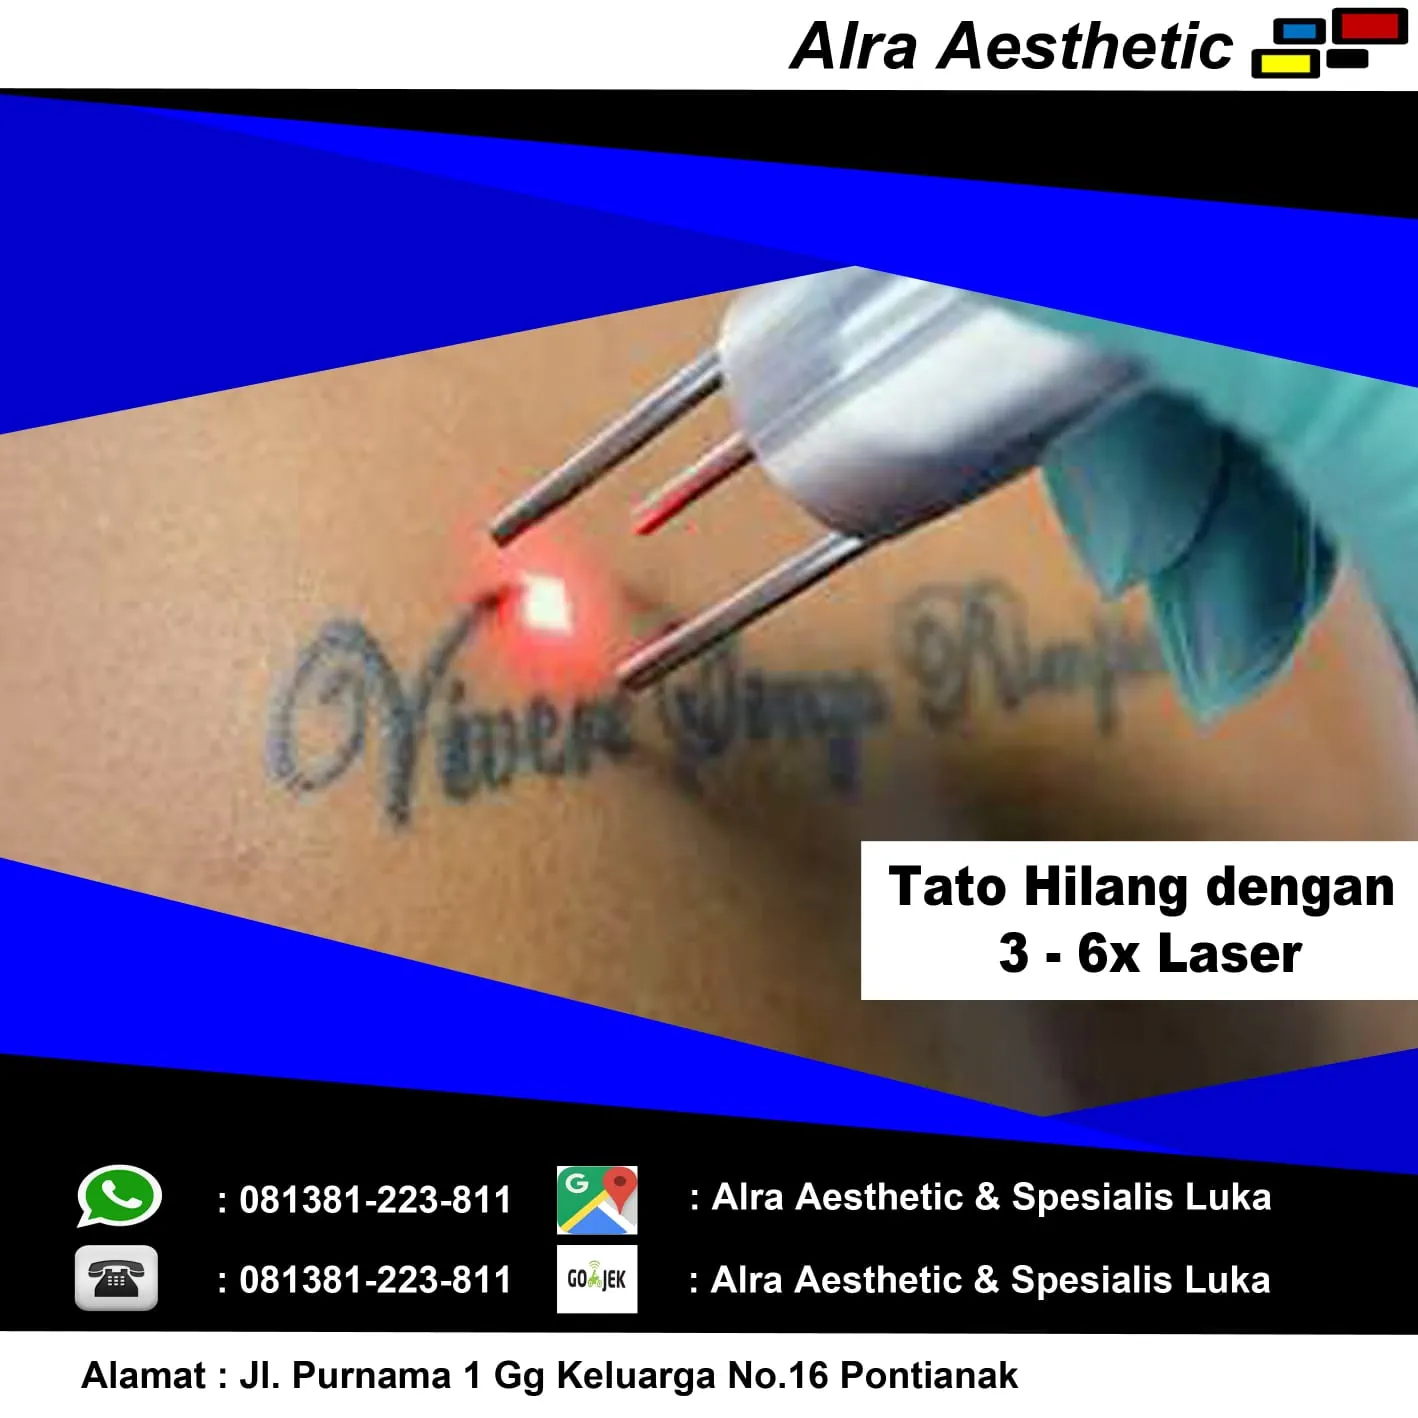 Alra Aesthetic
Vivere
Tato Hilang dengan
3 - 6x Laser
: 081381-223-811
G
: Alra Aesthetic & Spesialis Luka
: 081381-223-811
GO JEK
: Alra Aesthetic & Spesialis Luka
Alamat : Jl. Purnama 1 Gg Keluarga No.16 Pontianak